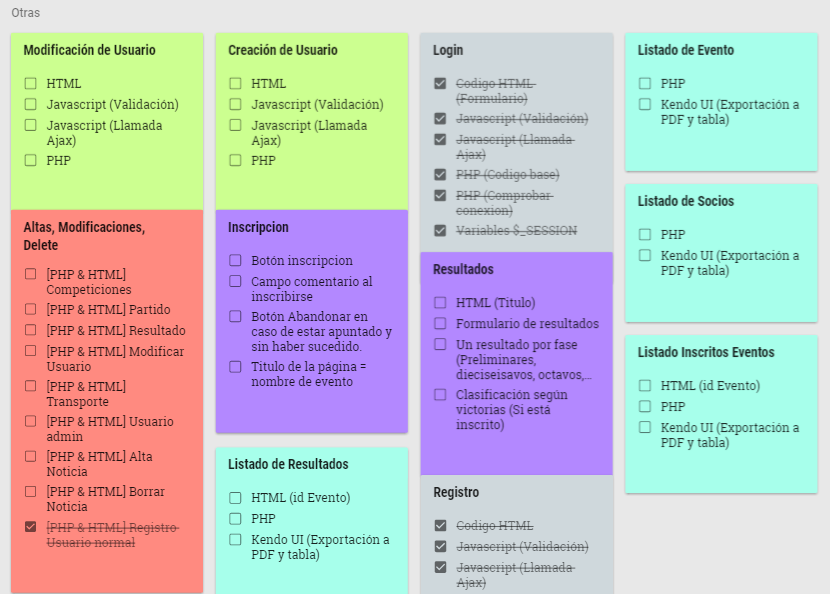 Otras
Modificación de Usuario
HTML
Javascript (Validación)
Javascript (Llamada
Ajax)
PHP
Altas, Modificaciones,
Delete
[PHP & HTML]
Competiciones
[PHP & HTML] Partido
[PHP & HTML] Resultado
[PHP & HTML] Modificar
Usuario
[PHP & HTML]
Transporte
[PHP & HTML] Usuario
admin
[PHP & HTML] Alta
Noticia
[PHP & HTML] Borrar
Noticia
[PHP & HTML] Registro
Usuario normal
Creación de Usuario
HTML
Javascript (Validación)
Javascript (Llamada
Ajax)
PHP
Inscripcion
Botón inscripcion
Campo comentario al
inscribirse
Botón Abandonar en
caso de estar apuntado y
sin haber sucedido.
Titulo de la página =
nombre de evento
Listado de Resultados
HTML (id Evento)
PHP
Kendo UI (Exportación a
PDF y tabla)
Login
Codigo HTML
(Formulario)
Javascript (Validación)
Javascript (Llamada
Ajax)
PHP (Codigo base)
PHP (Comprobar
conexion)
Variables $_SESSION
Resultados
HTML (Titulo)
Formulario de resultados
Un resultado por fase
(Preliminares,
dieciseisavos, octavos,...
Clasificación según
victorias (Si está
inscrito)
Registro
Codigo HTML
Javascript (Validación)
Javascript (Llamada
Ajax)
Listado de Evento
PHP
Kendo UI (Exportación a
PDF y tabla)
Listado de Socios
PHP
Kendo UI (Exportación a
PDF y tabla)
Listado Inscritos Eventos
HTML (id Evento)
PHP
Kendo UI (Exportación a
PDF y tabla)